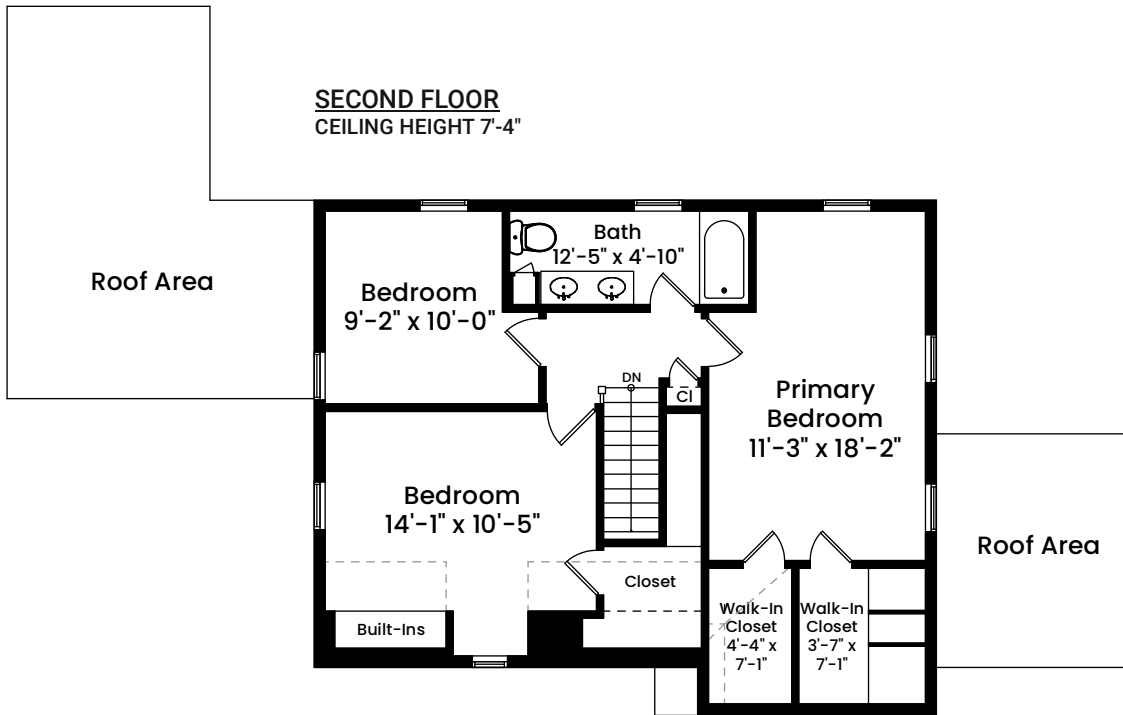 SECOND FLOOR
CEILING HEIGHT 7'-4"
Roof Area
Bedroom
9'-2" x 10'-0"
Bath
12'-5" x 4'-10"
DN
Cl
Primary
Bedroom
11'-3" x 18'-2"
Bedroom
14'-1" x 10'-5"
Closet
Built-Ins
Walk-In
Closet
4'-4" x
7'-1"
Walk-In
Closet
3'-7" x
7'-1"
Roof Area